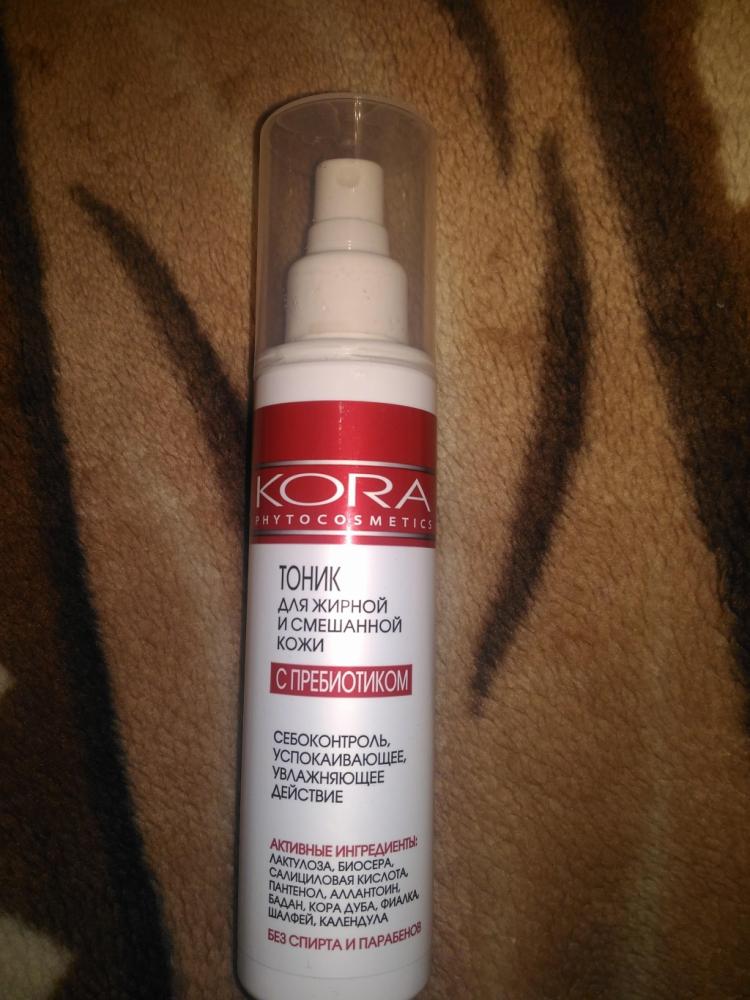 KORA
PHYTOCOSMETICS
ТОНИК
ДЛЯ ЖИРНОЙ
И СМЕШАННОЙ
КОЖИ
С ПРЕБИОТИКОМ
СЕБОКОНТРОЛЬ,
УСПОКАИВАЮЩЕЕ,
УВЛАЖНЯЮЩЕЕ
ДЕЙСТВИЕ
АКТИВНЫЕ ИНГРЕДИЕНТЫ:
ЛАКТУЛОЗА, БИОСЕРА,
САЛИЦИЛОВАЯ КИСЛОТА,
ПАНТЕНОЛ, АЛЛАНТОИН,
БАДАН, КОРА ДУБА, ФИАЛКА,
ШАЛФЕЙ, КАЛЕНДУЛА
БЕЗ СПИРТА И ПАРАБЕНОВ